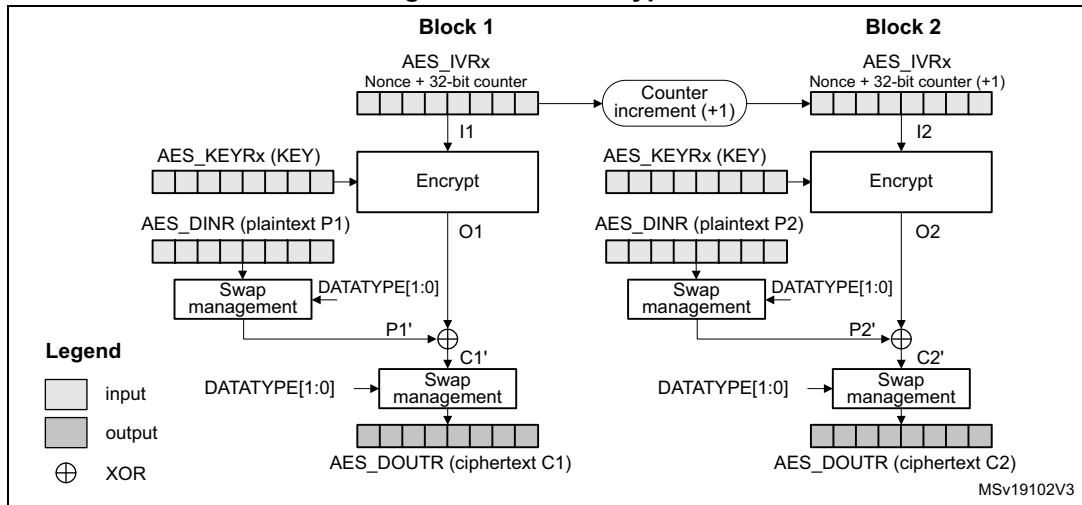 Block 1
Block 2
AES_IVRx
Nonce + 32-bit counter
Counter
increment (+1)
AES_IVRx
Nonce + 32-bit counter (+1)
I1
I2
AES_KEYRx (KEY)
Encrypt
AES_KEYRx (KEY)
Encrypt
AES_DINR (plaintext P1)
O1
AES_DINR (plaintext P2)
O2
Swap
management
DATATYPE[1:0]
Swap
management
DATATYPE[1:0]
P1'
P2'
C1'
C2'
DATATYPE[1:0]
Swap
management
DATATYPE[1:0]
Swap
management
AES_DOUTR (ciphertext C1)
AES_DOUTR (ciphertext C2)
Legend
input
output
XOR
MSv19102V3